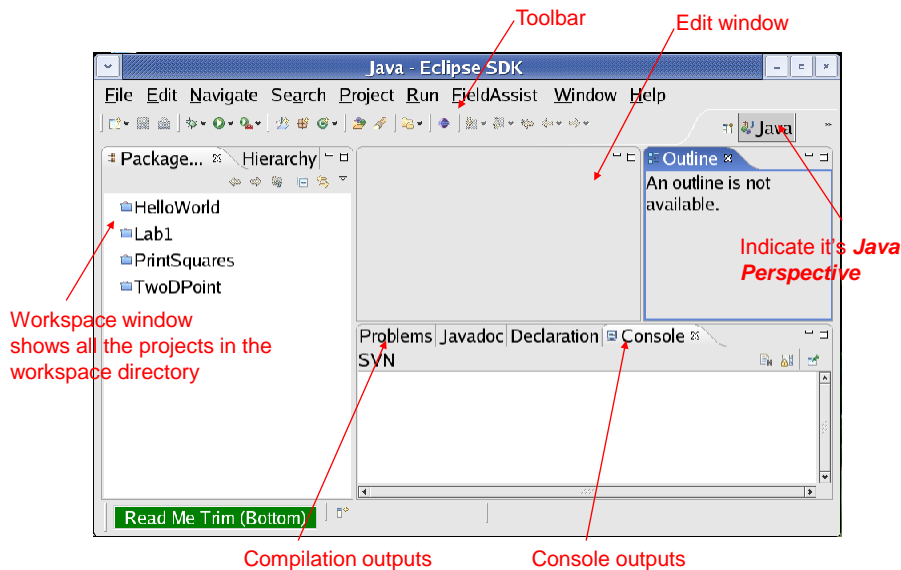 Toolbar
Edit window
Java - Eclipse SDK
File Edit Navigate Search Project Run FieldAssist Window Help
Java
Package... Hierarchy
Outline
An outline is not
available.
HelloWorld
Lab1
PrintSquares
TwoDPoint
Indicate it's Java
Perspective
Workspace window
shows all the projects in the
workspace directory
Problems Javadoc Declaration Console
SVN
Read Me Trim (Bottom)
Compilation outputs
Console outputs